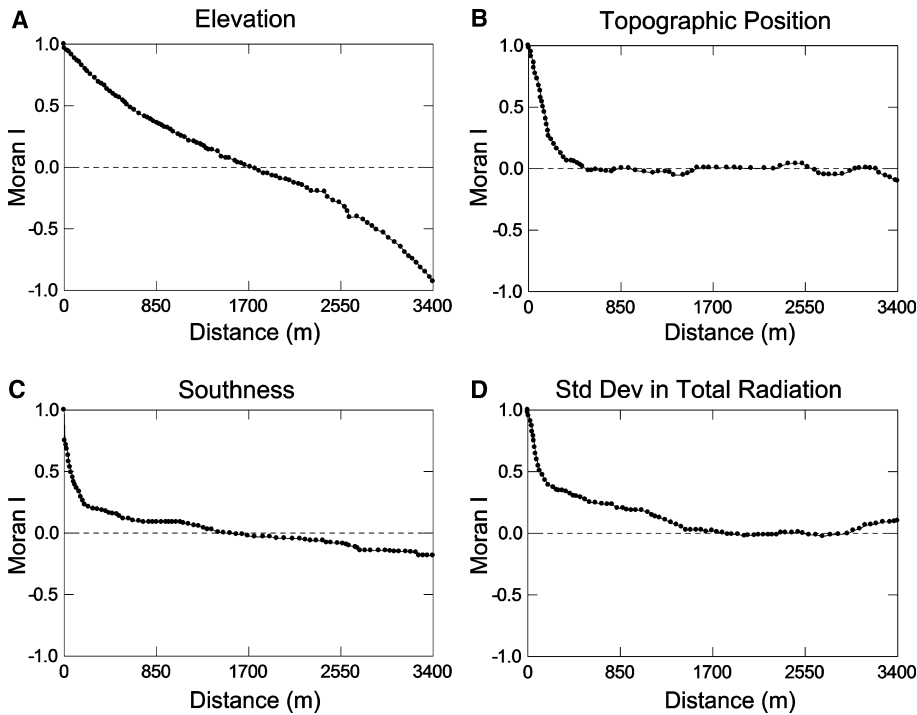 A
Elevation
1.0
0.5
0.0
-0.5
-1.0
Moran I
0 850 1700 2550 3400
Distance (m)
B
Topographic Position
1.0
0.5
0.0
-0.5
-1.0
Moran I
0 850 1700 2550 3400
Distance (m)
C
Southness
1.0
0.5
0.0
-0.5
-1.0
Moran I
0 850 1700 2550 3400
Distance (m)
D
Std Dev in Total Radiation
1.0
0.5
0.0
-0.5
-1.0
Moran I
0 850 1700 2550 3400
Distance (m)